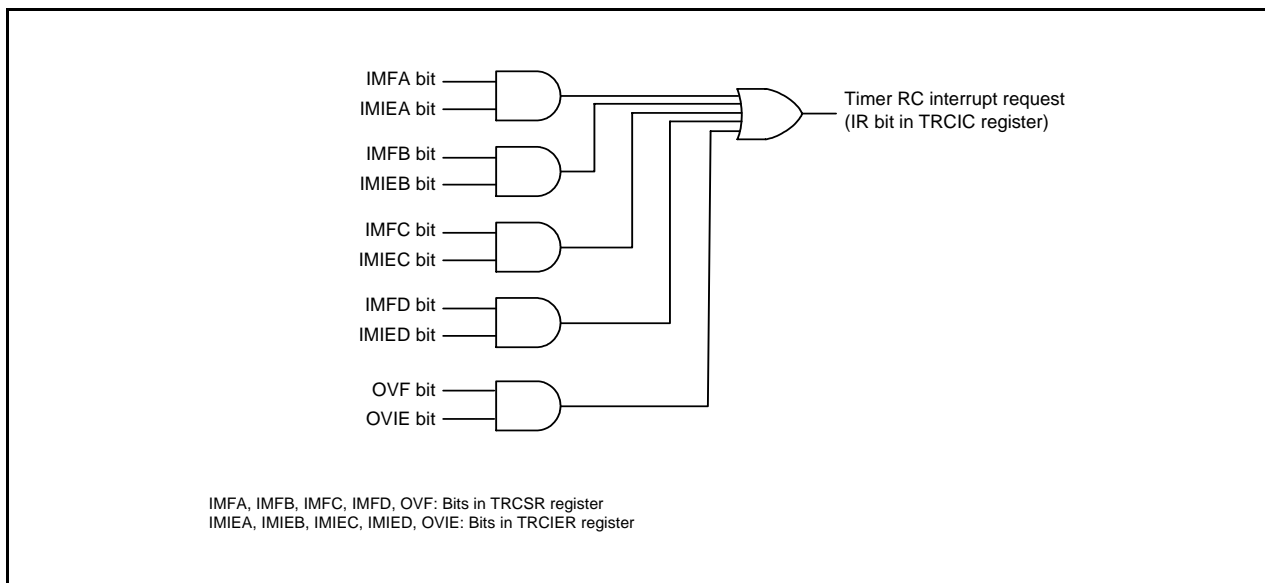 IMFA bit
IMIEA bit
Timer RC interrupt request
(IR bit in TRCIC register)
IMFB bit
IMIEB bit
IMFC bit
IMIEC bit
IMFD bit
IMIED bit
OVF bit
OVIE bit
IMFA, IMFB, IMFC, IMFD, OVF: Bits in TRCSR register
IMIEA, IMIEB, IMIEC, IMIED, OVIE: Bits in TRCIER register